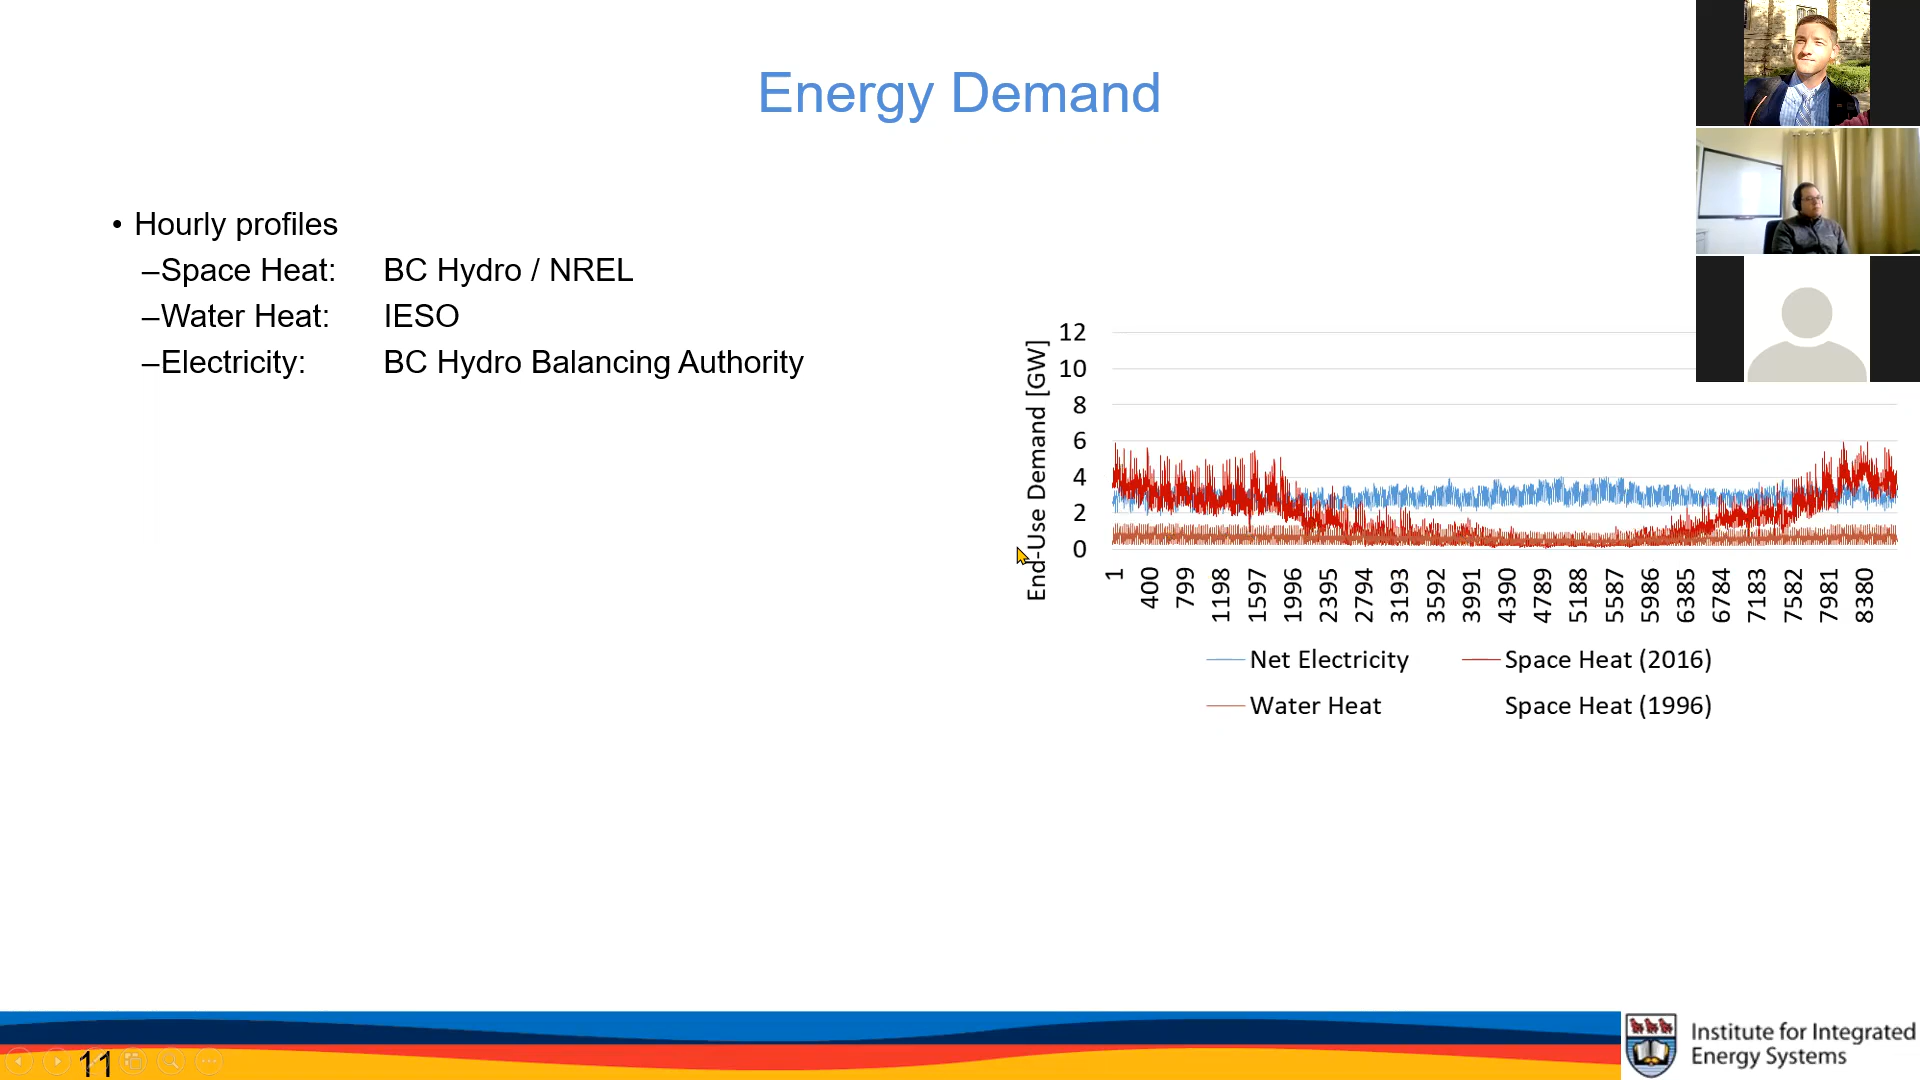 Energy Demand
• Hourly profiles
–Space Heat: BC Hydro / NREL
–Water Heat: IESO
–Electricity: BC Hydro Balancing Authority
End-Use Demand [GW]
12
10
8
6
4
2
0
1 400 799 1198 1597 1996 2395 2794 3193 3592 3991 4390 4789 5188 5587 5986 6385 6784 7183 7582 7981 8380
Net Electricity Space Heat (2016)
Water Heat Space Heat (1996)
11
Institute for Integrated
Energy Systems